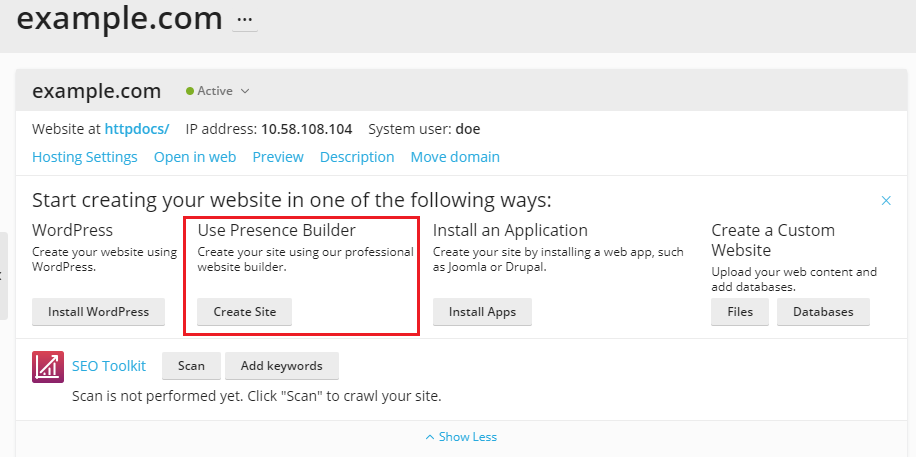 example.com ...
example.com Active
Website at httpdocs/ IP address: 10.58.108.104 System user: doe
Hosting Settings Open in web Preview Description Move domain
Start creating your website in one of the following ways:
WordPress
Create your website using
WordPress.
Install WordPress
Use Presence Builder
Create your site using our professional
website builder.
Create Site
Install an Application
Create your site by installing a web app, such
as Joomla or Drupal.
Install Apps
Create a Custom
Website
Upload your web content and
add databases.
Files Databases
SEO Toolkit Scan Add keywords
Scan is not performed yet. Click "Scan" to crawl your site.
Show Less